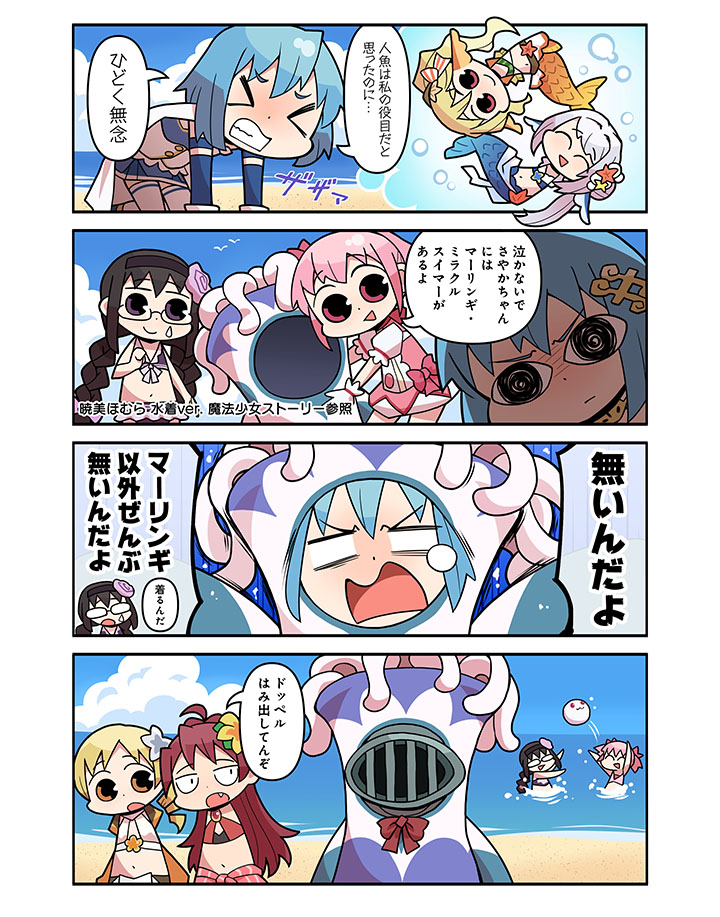 人魚は私の役目だと
思ったのに…
ひどく無念
ザザァ
泣かないで
さやかちゃん
には
マーリンギ・
ミラクル
スイマーが
あるよ
暁美ほむら 水着ver. 魔法少女ストーリー参照
無いんだよ
マーリンギ
以外ぜんぶ
無いんだよ
着るんだ
ドッペル
はみ出してんぞ